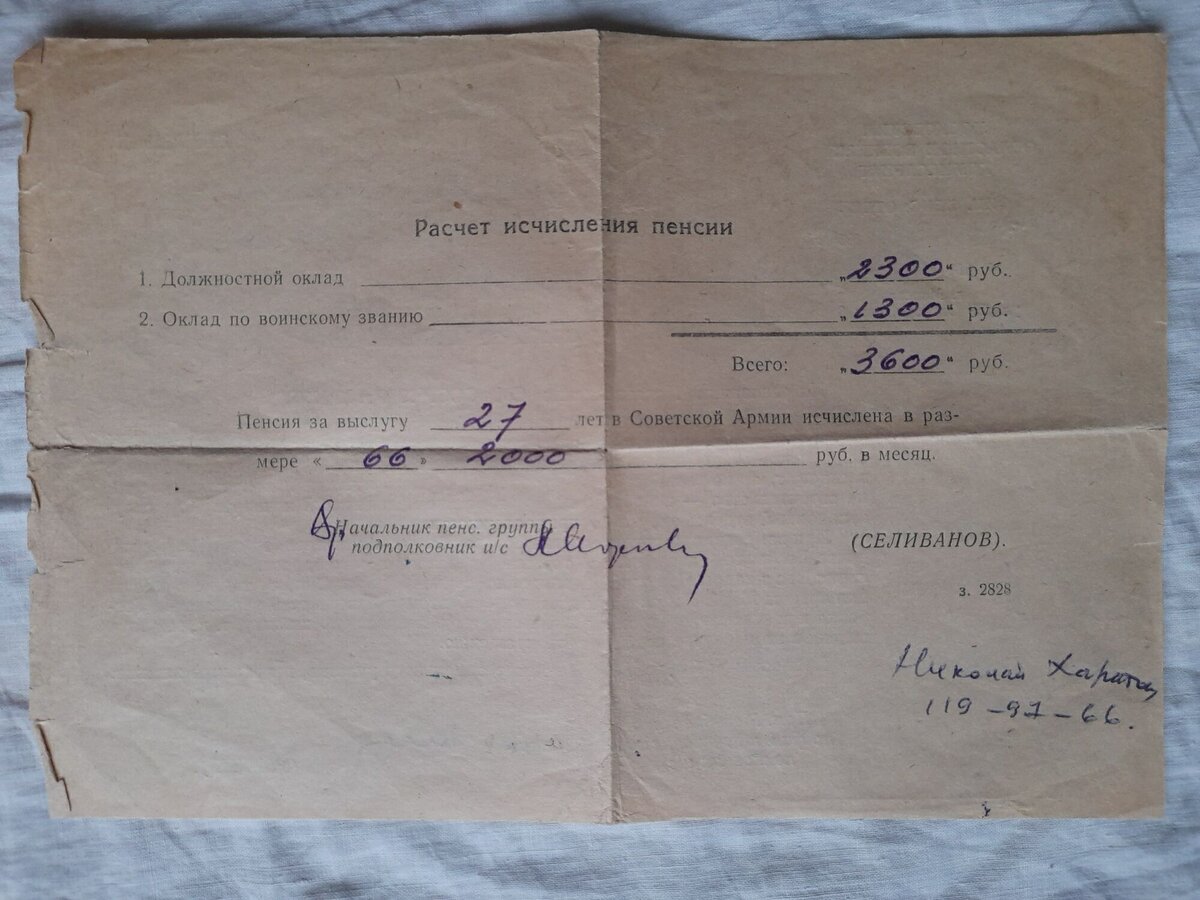 Расчет исчисления пенсии
1. Должностной оклад „2300“ руб.
2. Оклад по воинскому званию „1300“ руб.
Всего: „3600“ руб.
Пенсия за выслугу 27 лет в Советской Армии исчислена в раз-
мере « 66 » 2000 руб. в месяц.
Вр. Начальник пенс. группы
подполковник и/с (СЕЛИВАНОВ).
з. 2828
Николай
119-97-66.